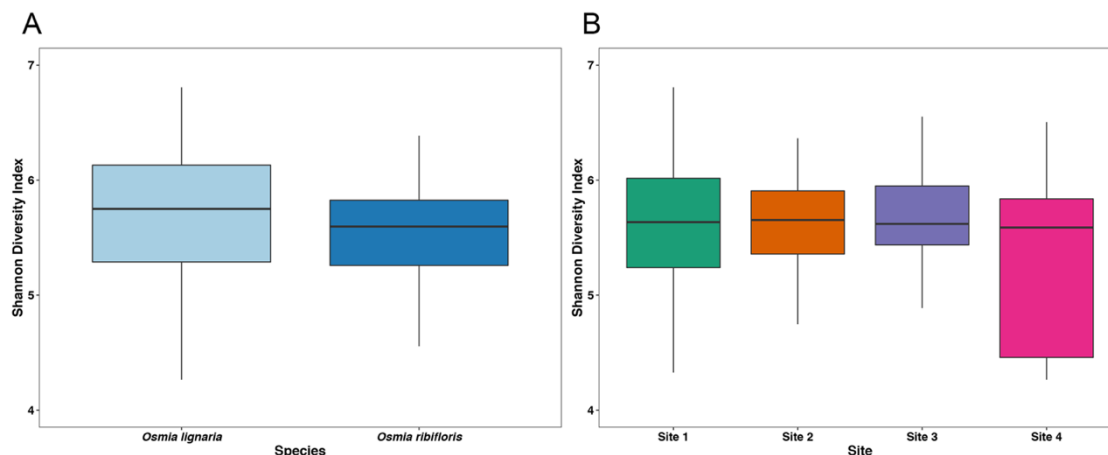 A
Shannon Diversity Index
7
6
5
4
Osmia lignaria
Osmia ribifloris
Species
B
Shannon Diversity Index
7
6
5
4
Site 1
Site 2
Site 3
Site 4
Site